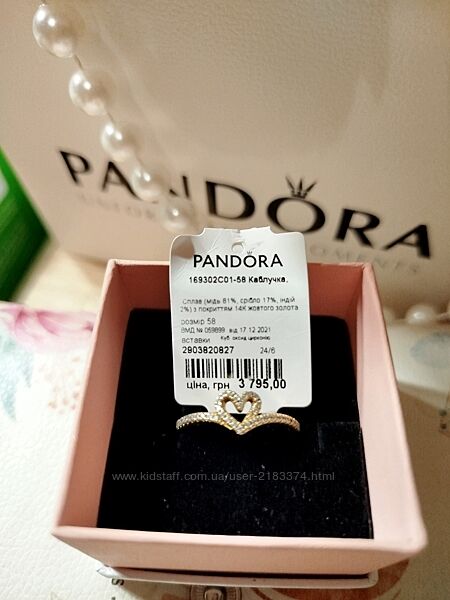 PANDORA
PANDORA
169302C01-58 Каблучка,
Сплав (мідь 81%, срібло 17%, індій
2%) з покриттям 14K жовтого золота
розмір 58
ВМД № 059899 від 17.12.2021
вставки Куб. оксид цирконію
2903820827 24/6
ціна, грн 3 795,00
www.kidstaff.com.ua/user-2183374.html